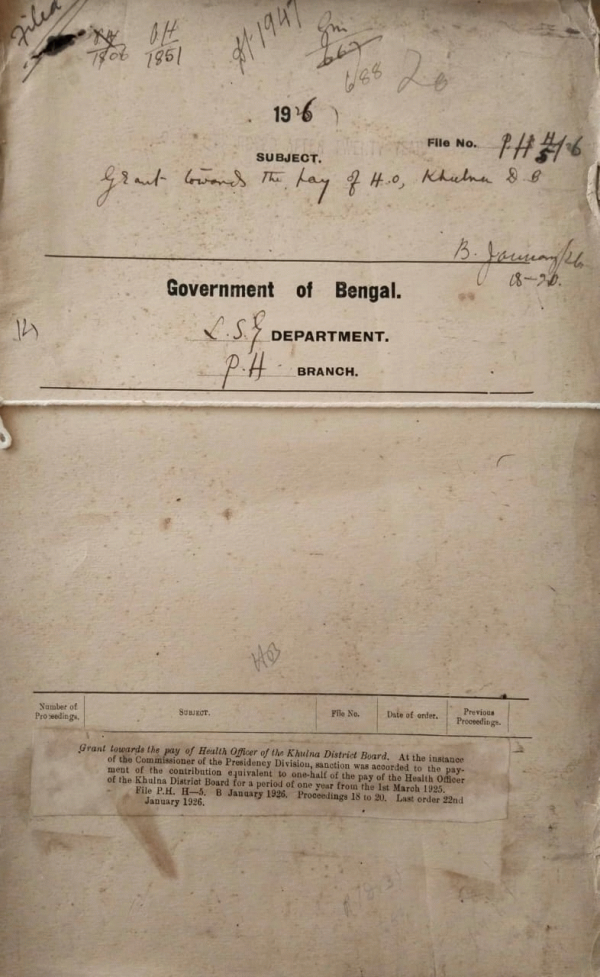 Filed
OH
1851
1947
688
1926
File No. PH H/5/1-6
SUBJECT.
Grant towards the pay of H.O, Khulna D B
B. January/26
18-20.
Government of Bengal.
L.S.G DEPARTMENT.
P.H BRANCH.
Number of Proceedings.
SUBJECT.
File No.
Date of order.
Previous Proceedings.
Grant towards the pay of Health Officer of the Khulna District Board. At the instance
of the Commissioner of the Presidency Division, sanction was accorded to the pay-
ment of the contribution equivalent to one-half of the pay of the Health Officer
of the Khulna District Board for a period of one year from the 1st March 1925.
File P.H. H—5. B January 1926. Proceedings 18 to 20. Last order 22nd
January 1926.